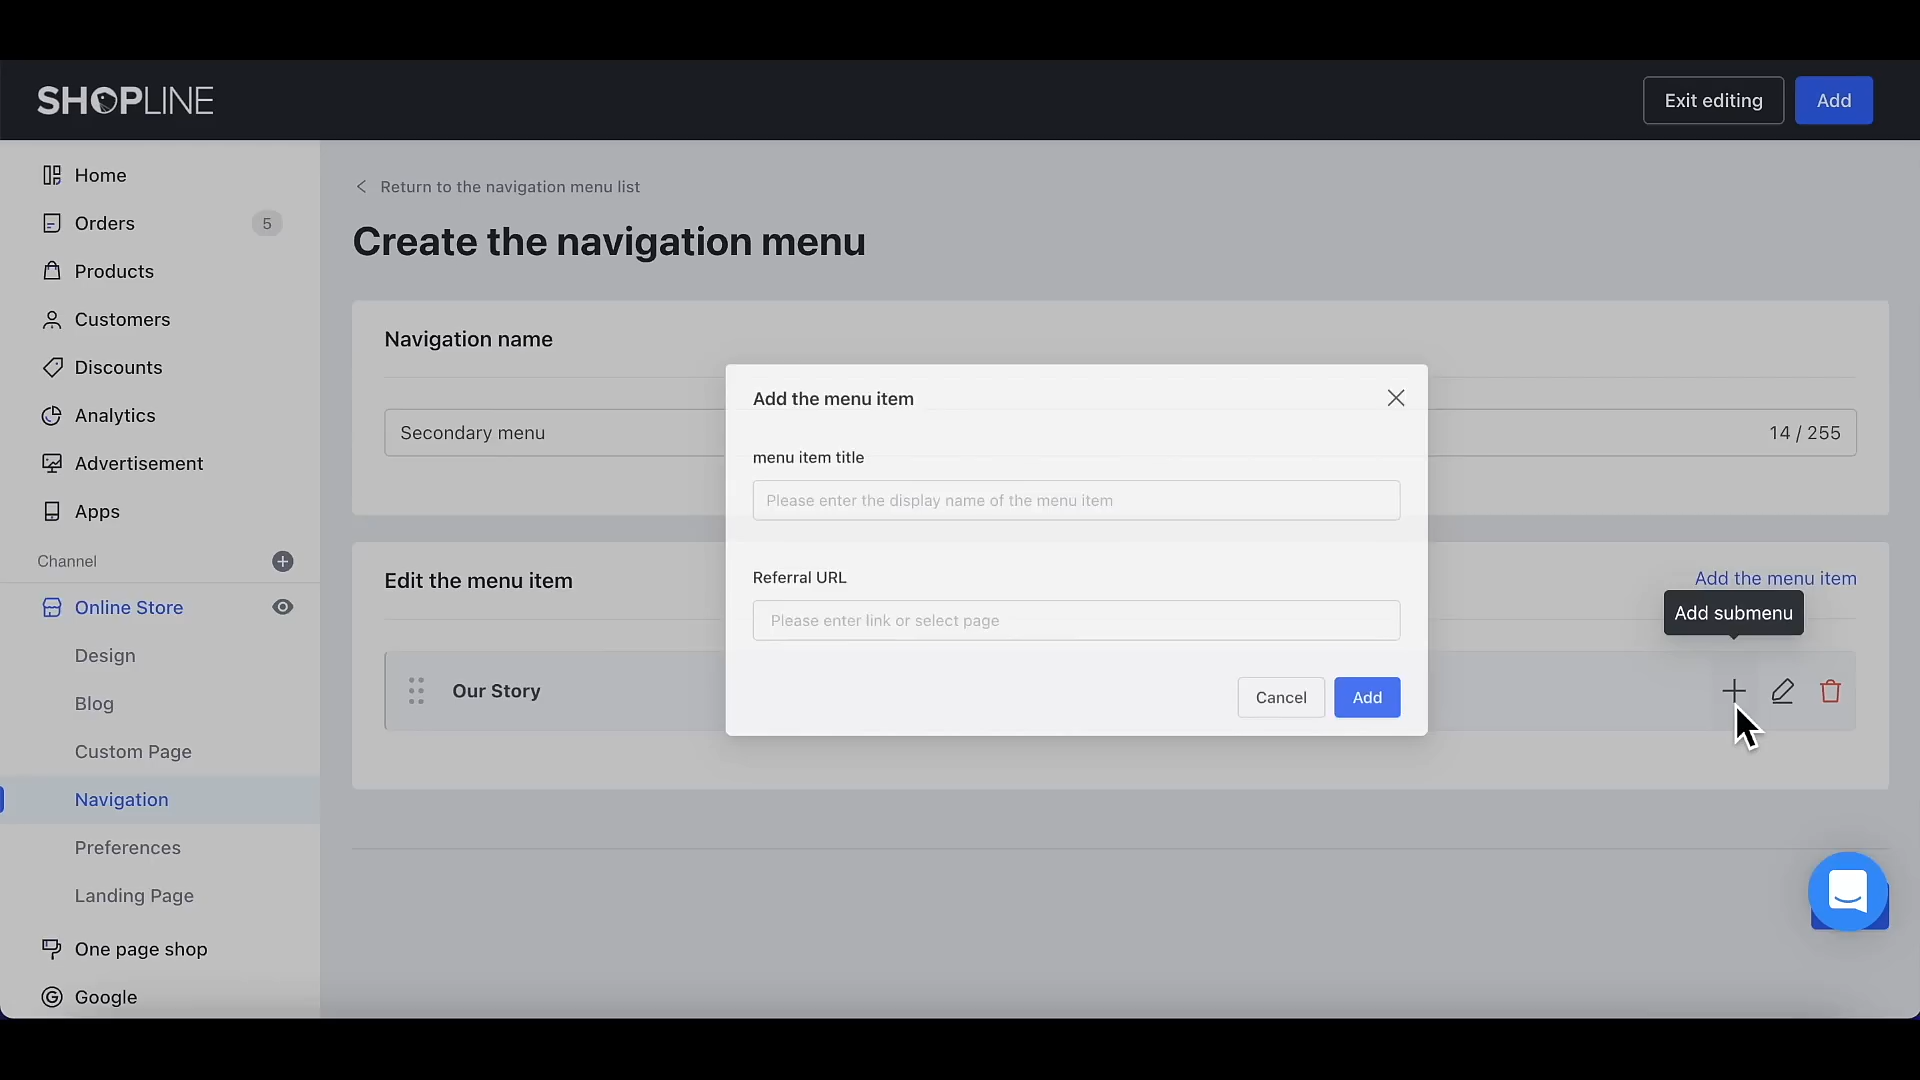 SHOPLINE
Exit editing
Add
Home
Orders
5
Products
Customers
Discounts
Analytics
Advertisement
Apps
Channel
Online Store
Design
Blog
Custom Page
Navigation
Preferences
Landing Page
One page shop
Google
Return to the navigation menu list
Create the navigation menu
Navigation name
Secondary menu
14 / 255
Edit the menu item
Add the menu item
Add submenu
Our Story
Add the menu item
menu item title
Please enter the display name of the menu item
Referral URL
Please enter link or select page
Cancel
Add